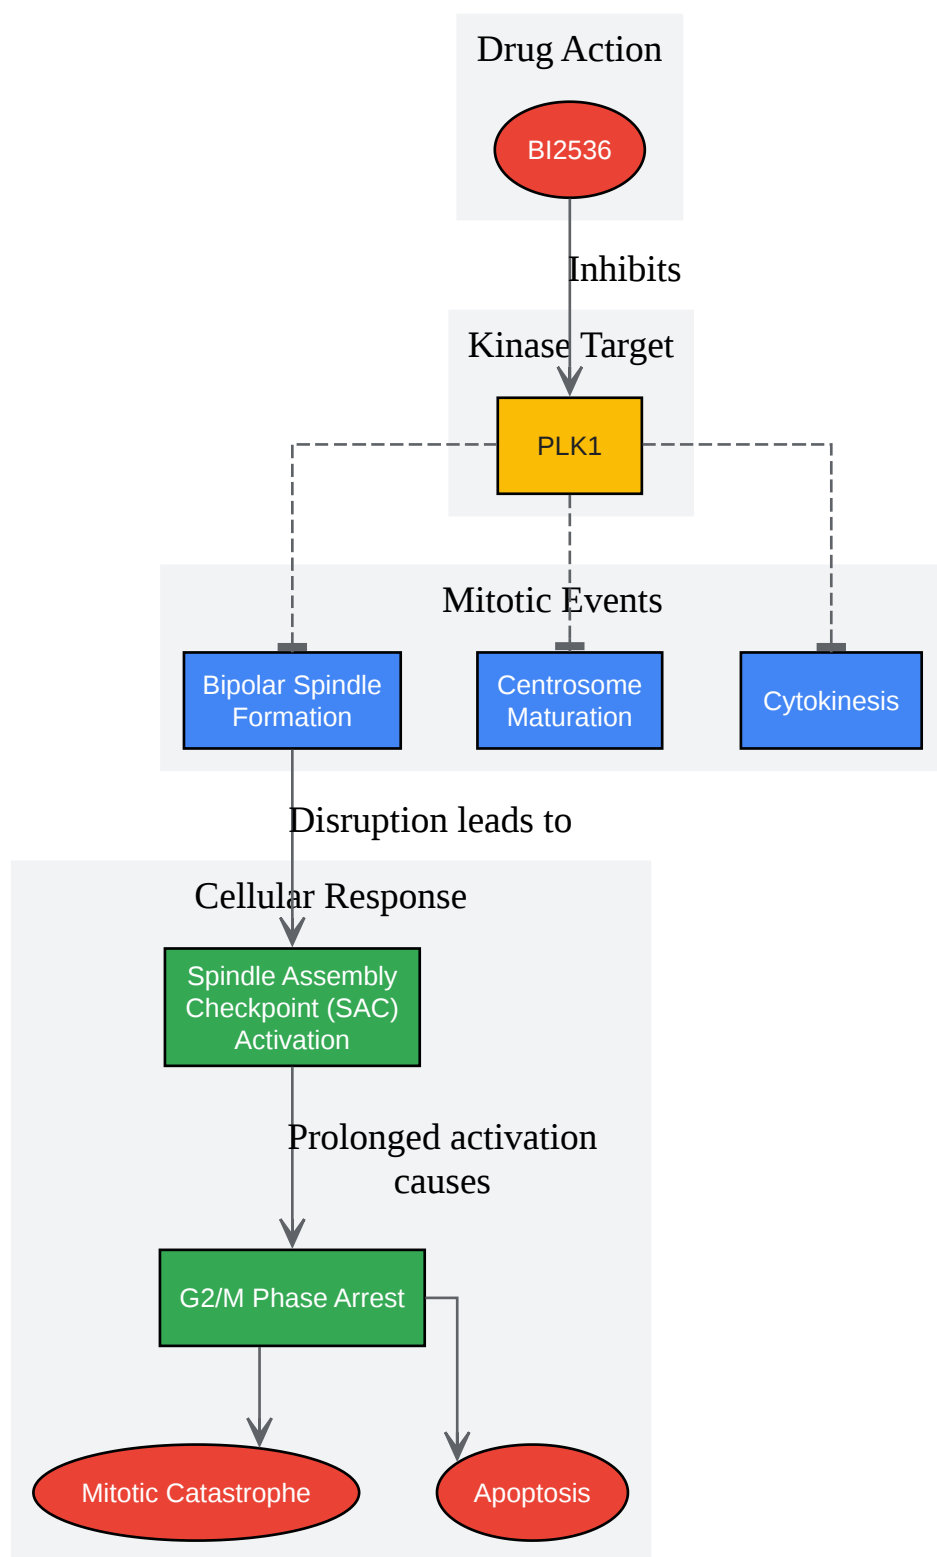 Drug Action
BI2536
Inhibits
Kinase Target
PLK1
Mitotic Events
Bipolar Spindle
Formation
Centrosome
Maturation
Cytokinesis
Disruption leads to
Cellular Response
Spindle Assembly
Checkpoint (SAC)
Activation
Prolonged activation
causes
G2/M Phase Arrest
Mitotic Catastrophe
Apoptosis